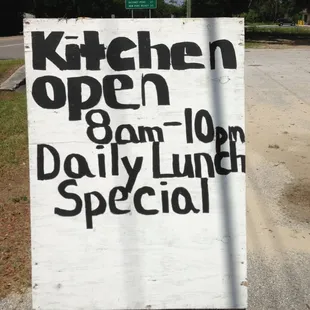 Kitchen
open
8am-10pm
Daily Lunch
Special